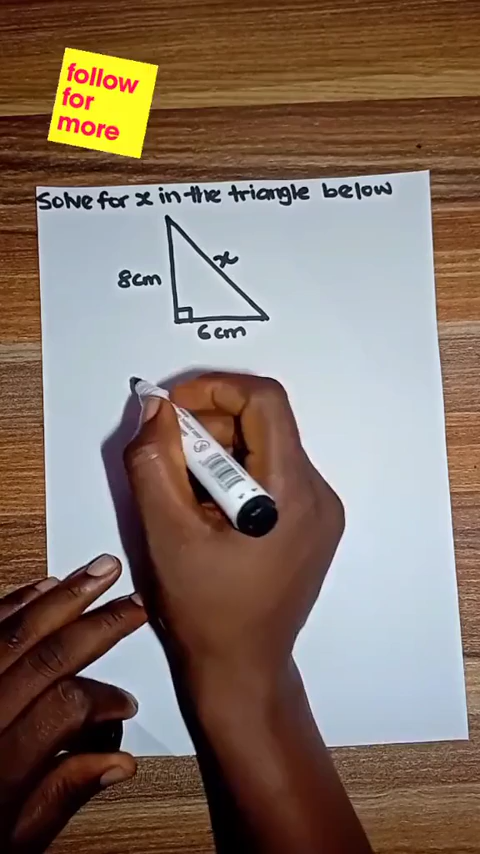 follow
for
more
Solve for x in the triangle below
x
8cm
6cm